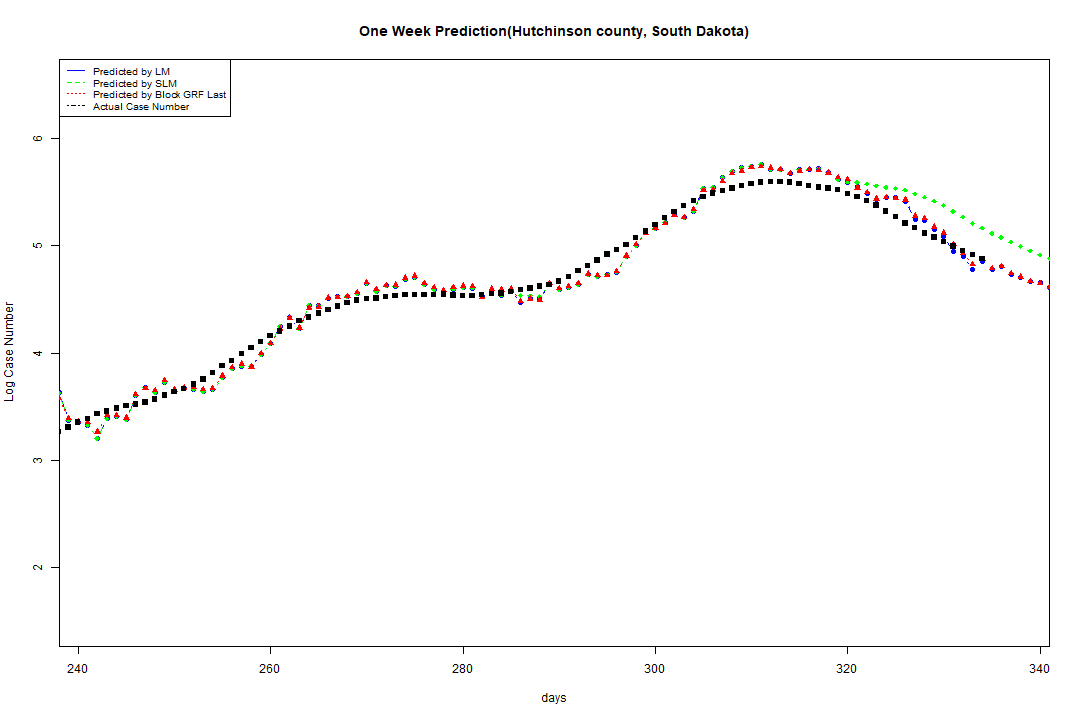 One Week Prediction(Hutchinson county, South Dakota)
Predicted by LM
Predicted by SLM
Predicted by Block GRF Last
Actual Case Number
6
5
4
3
2
Log Case Number
240 260 280 300 320 340
days